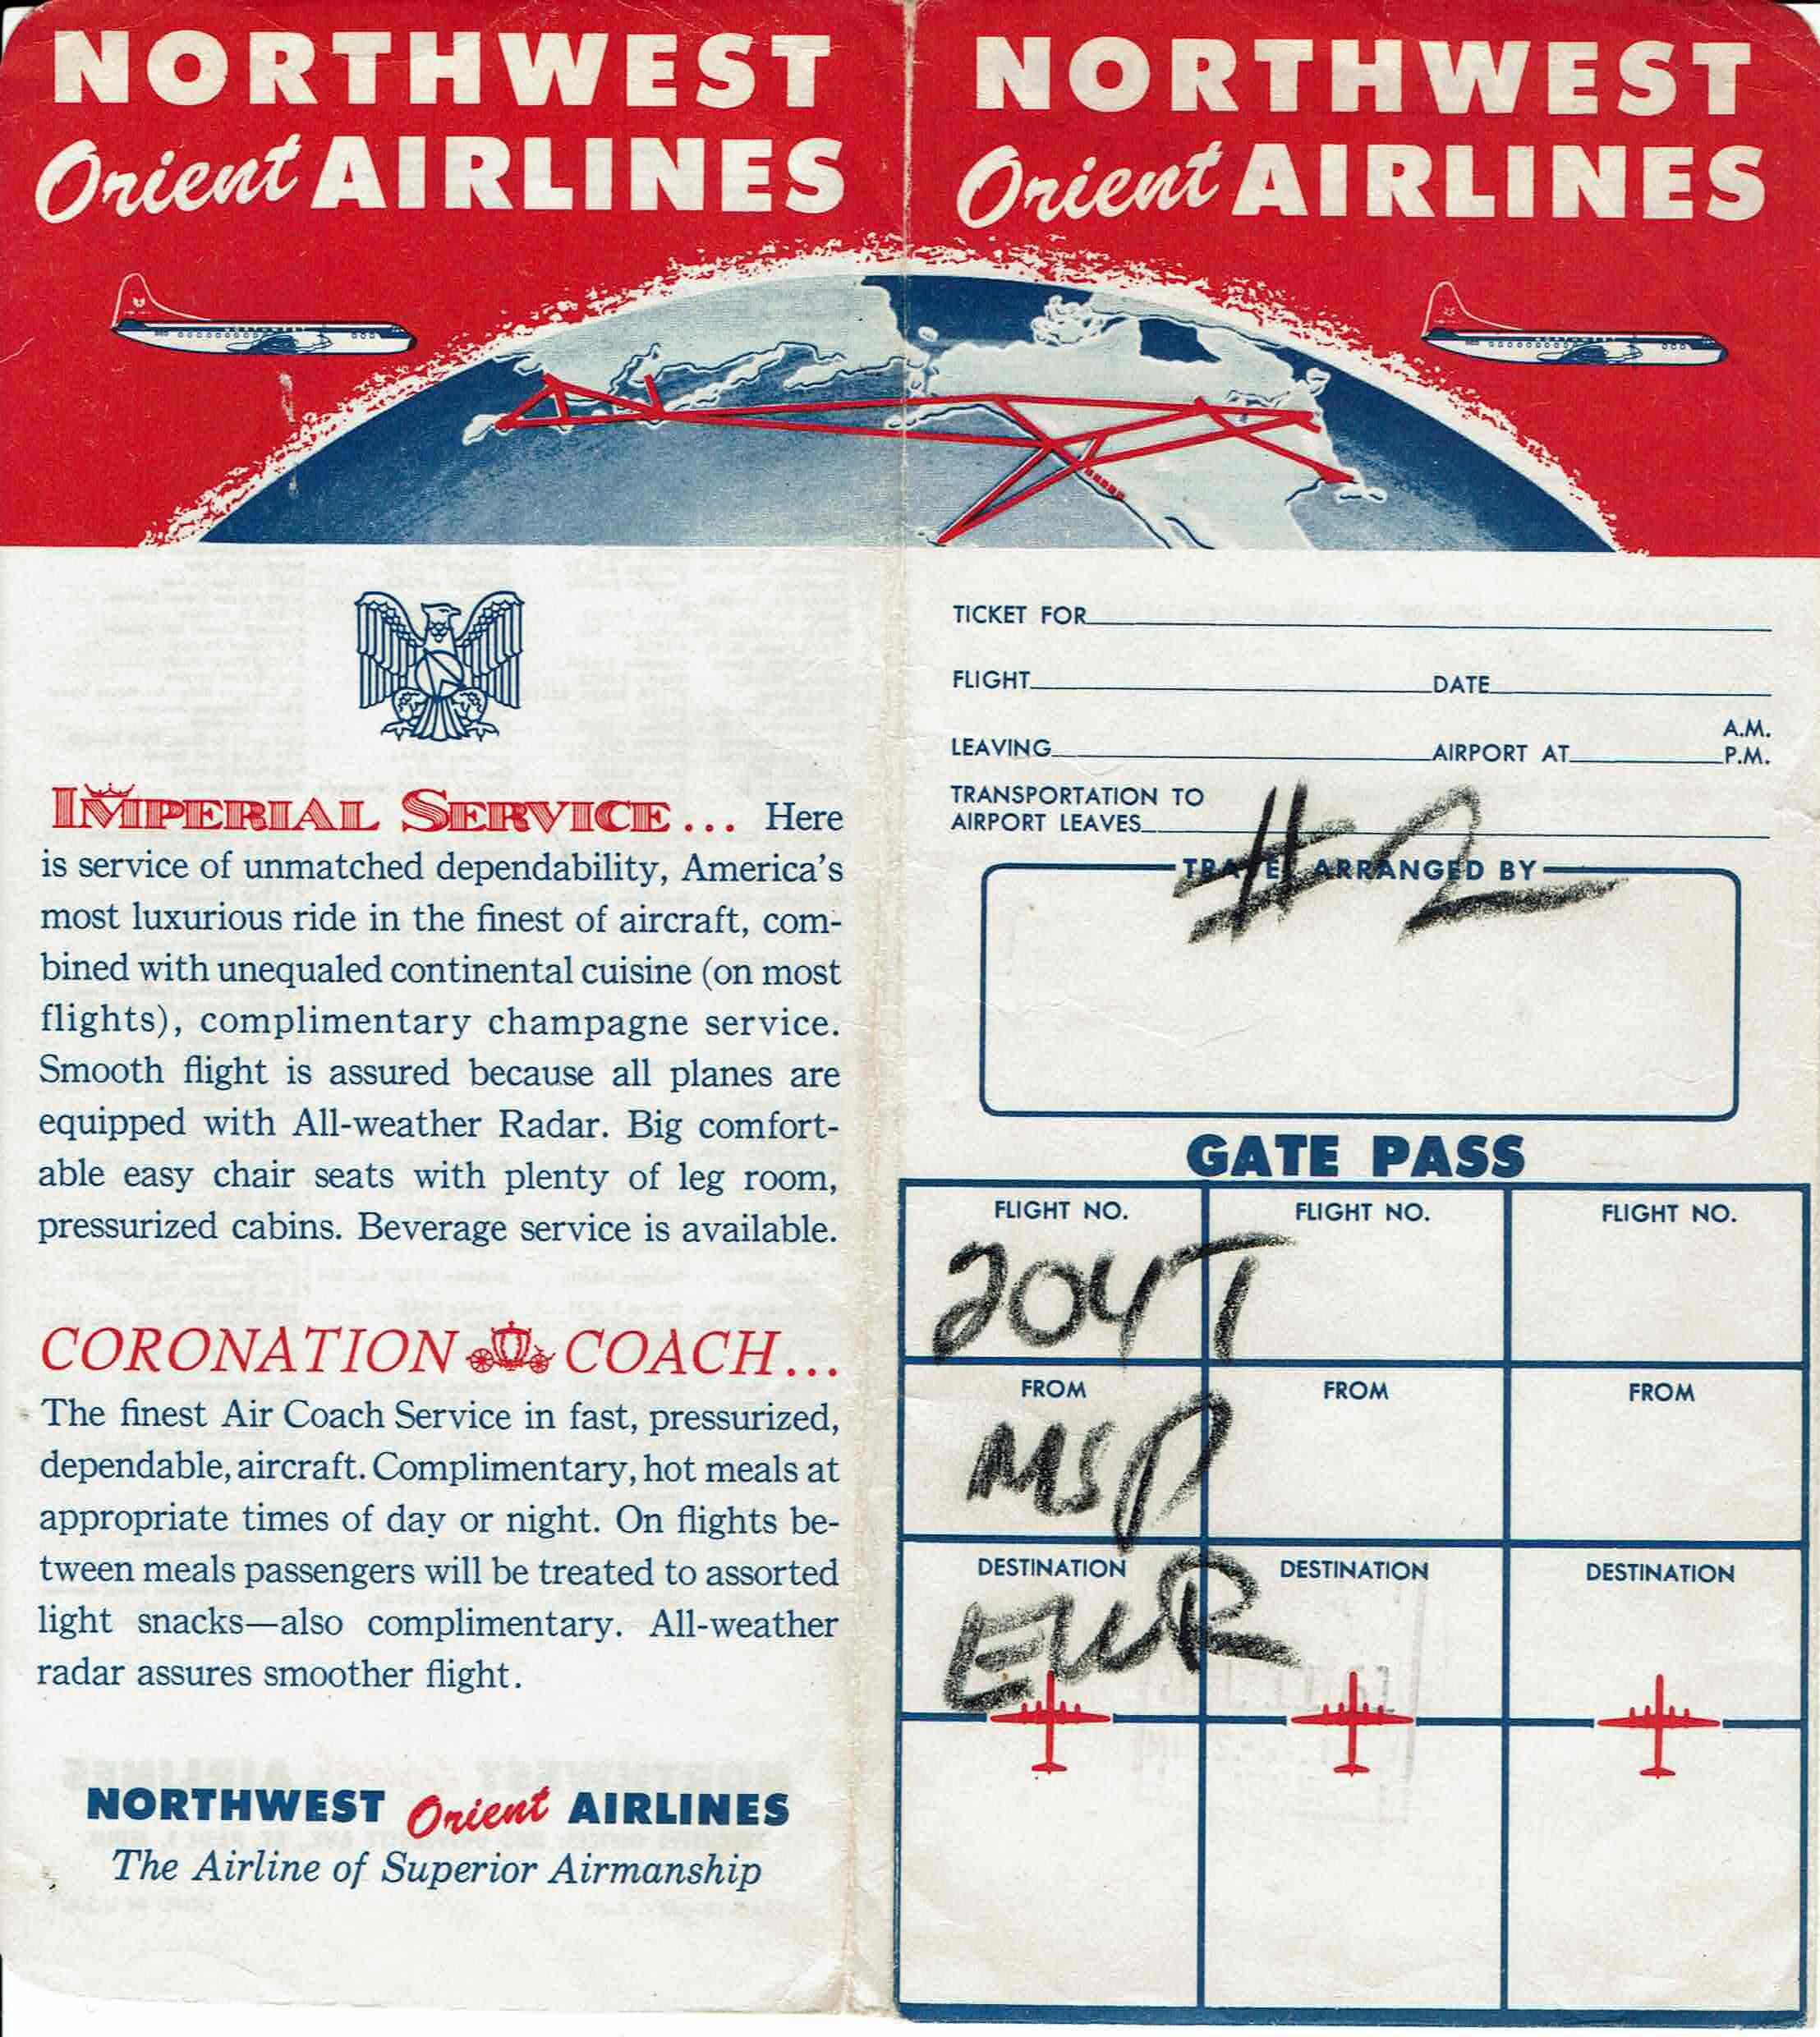 NORTHWEST
Orient AIRLINES
IMPERIAL SERVICE... Here
is service of unmatched dependability, America's
most luxurious ride in the finest of aircraft, com-
bined with unequaled continental cuisine (on most
flights), complimentary champagne service.
Smooth flight is assured because all planes are
equipped with All-weather Radar. Big comfort-
able easy chair seats with plenty of leg room,
pressurized cabins. Beverage service is available.
CORONATION COACH...
The finest Air Coach Service in fast, pressurized,
dependable, aircraft. Complimentary, hot meals at
appropriate times of day or night. On flights be-
tween meals passengers will be treated to assorted
light snacks—also complimentary. All-weather
radar assures smoother flight.
NORTHWEST Orient AIRLINES
The Airline of Superior Airmanship
NORTHWEST
Orient AIRLINES
TICKET FOR
FLIGHT DATE
A.M.
LEAVING AIRPORT AT P.M.
TRANSPORTATION TO
AIRPORT LEAVES
#2
TRAVEL ARRANGED BY
GATE PASS
FLIGHT NO. FLIGHT NO. FLIGHT NO.
204T
FROM FROM FROM
MSP
DESTINATION DESTINATION DESTINATION
EWR